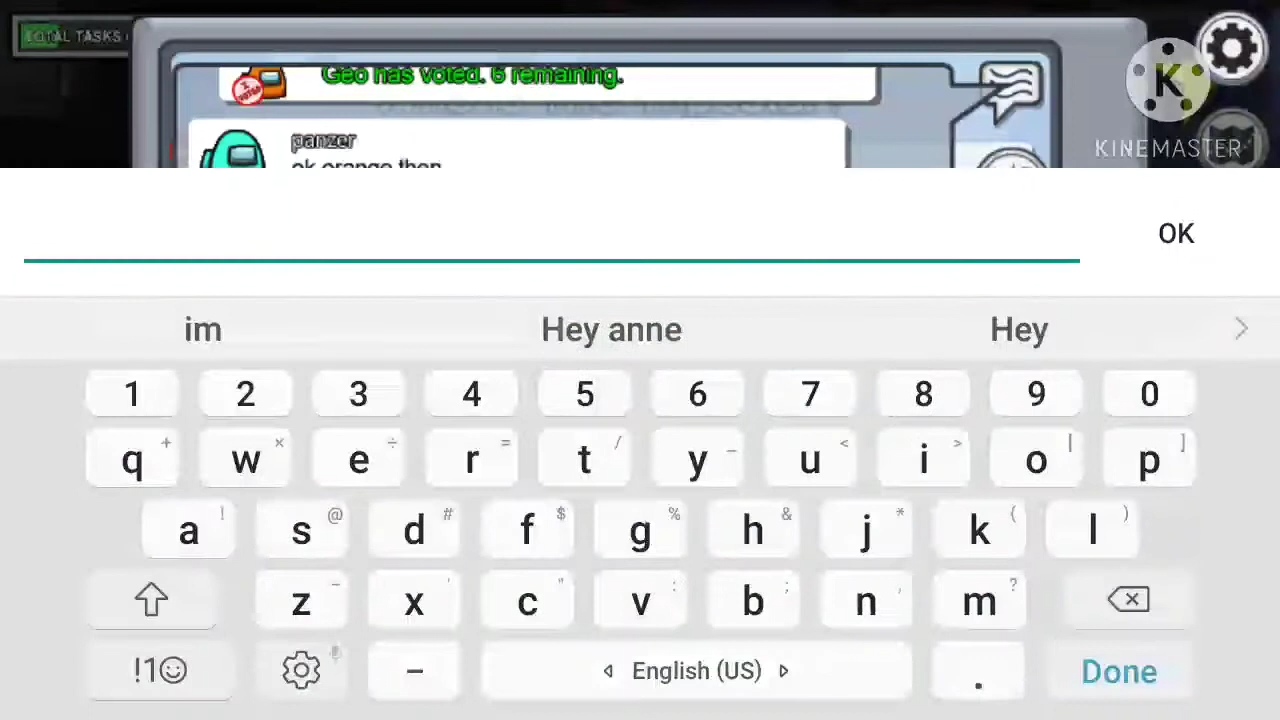 TOTAL TASKS
Geo has voted. 6 remaining.
panzer
ok orange then
K
KINEMASTER
OK
im Hey anne Hey
1 2 3 4 5 6 7 8 9 0
q + w × e ÷ r = t / y _ u < i > o [ p ]
a ! s @ d # f $ g % h & j * k ( l )
z - x ' c " v : b ; n , m ?
!1☺ - English (US) . Done